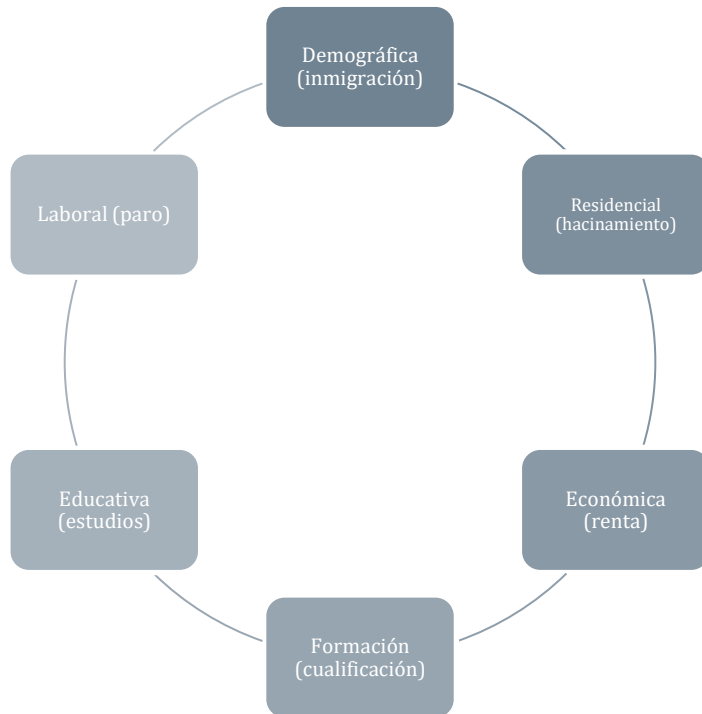 Demográfica
(inmigración)
Residencial
(hacinamiento)
Económica
(renta)
Formación
(cualificación)
Educativa
(estudios)
Laboral (paro)